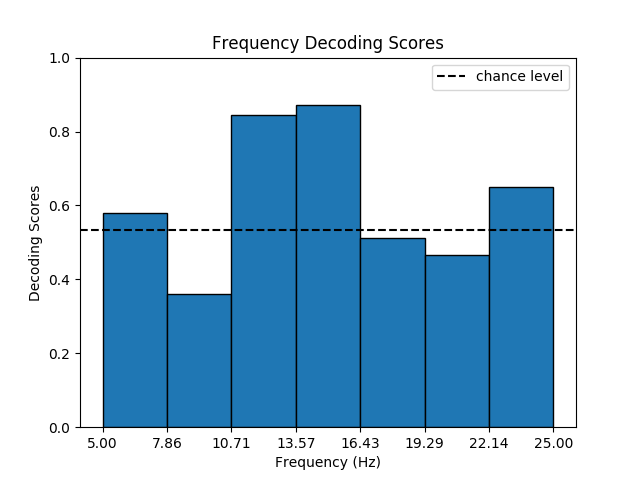 Frequency Decoding Scores
chance level
1.0
0.8
0.6
0.4
0.2
0.0
Decoding Scores
5.00 7.86 10.71 13.57 16.43 19.29 22.14 25.00
Frequency (Hz)